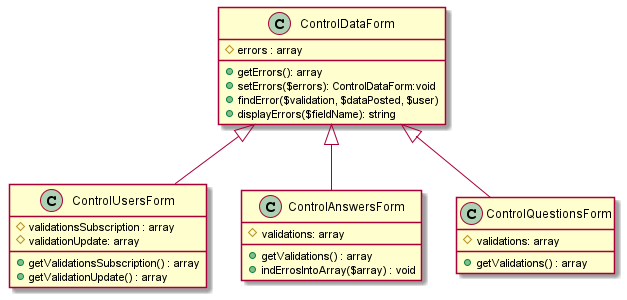 C ControlDataForm
errors : array
getErrors(): array
setErrors($errors): ControlDataForm:void
findError($validation, $dataPosted, $user)
displayErrors($fieldName): string
C ControlUsersForm
validationsSubscription : array
validationUpdate: array
getValidationsSubscription() : array
getValidationUpdate() : array
C ControlAnswersForm
validations: array
getValidations() : array
indErrosIntoArray($array) : void
C ControlQuestionsForm
validations: array
getValidations() : array